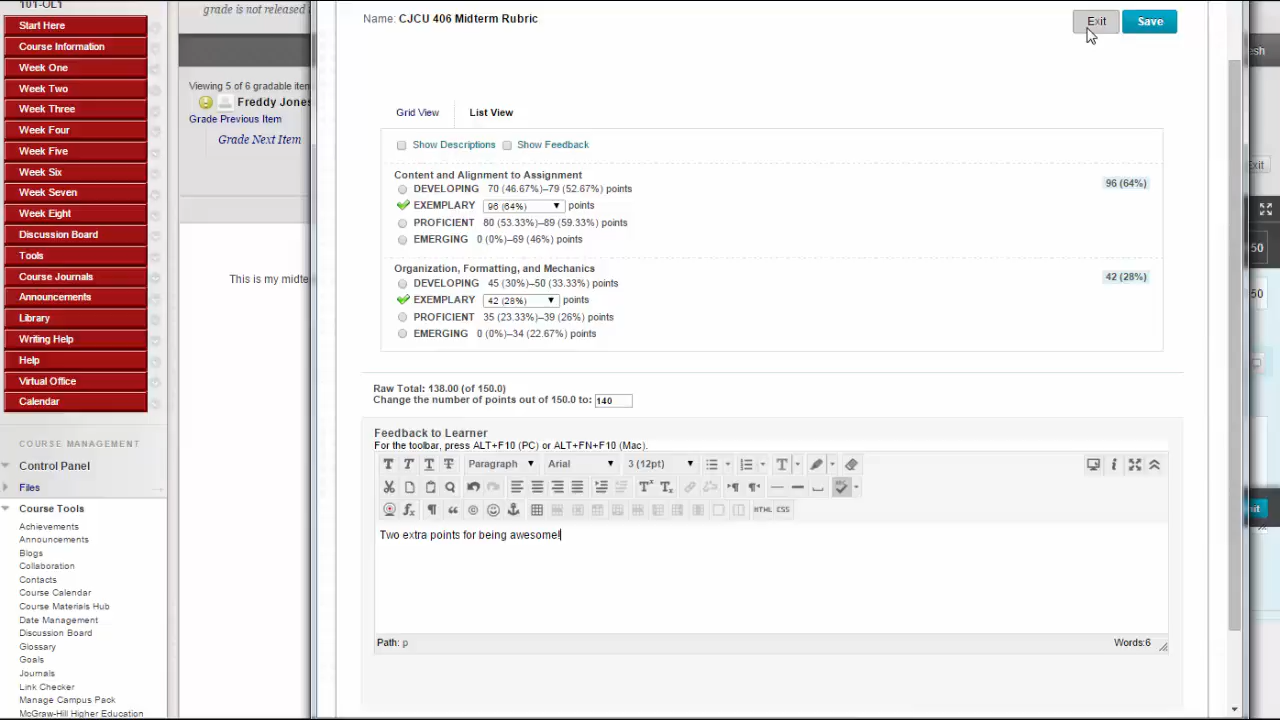 101-OL1
Start Here
Course Information
Week One
Week Two
Week Three
Week Four
Week Five
Week Six
Week Seven
Week Eight
Discussion Board
Tools
Course Journals
Announcements
Library
Writing Help
Help
Virtual Office
Calendar
COURSE MANAGEMENT
Control Panel
Files
Course Tools
Achievements
Announcements
Blogs
Collaboration
Contacts
Course Calendar
Course Materials Hub
Date Management
Discussion Board
Glossary
Goals
Journals
Link Checker
Manage Campus Pack
McGraw-Hill Higher Education
grade is not released
Viewing 5 of 6 gradable iten
Freddy Jones
Grade Previous Item
Grade Next Item
This is my midte
Name: CJCU 406 Midterm Rubric
Exit
Save
Grid View
List View
Show Descriptions
Show Feedback
Content and Alignment to Assignment
96 (64%)
DEVELOPING 70 (46.67%)–79 (52.67%) points
EXEMPLARY 96 (64%) points
PROFICIENT 80 (53.33%)–89 (59.33%) points
EMERGING 0 (0%)–69 (46%) points
Organization, Formatting, and Mechanics
42 (28%)
DEVELOPING 45 (30%)–50 (33.33%) points
EXEMPLARY 42 (28%) points
PROFICIENT 35 (23.33%)–39 (26%) points
EMERGING 0 (0%)–34 (22.67%) points
Raw Total: 138.00 (of 150.0)
Change the number of points out of 150.0 to: 140
Feedback to Learner
For the toolbar, press ALT+F10 (PC) or ALT+FN+F10 (Mac).
T T T T Paragraph Arial 3 (12pt) T
HTML CSS
Two extra points for being awesome!
Path: p
Words:6
esh
xit
50
50